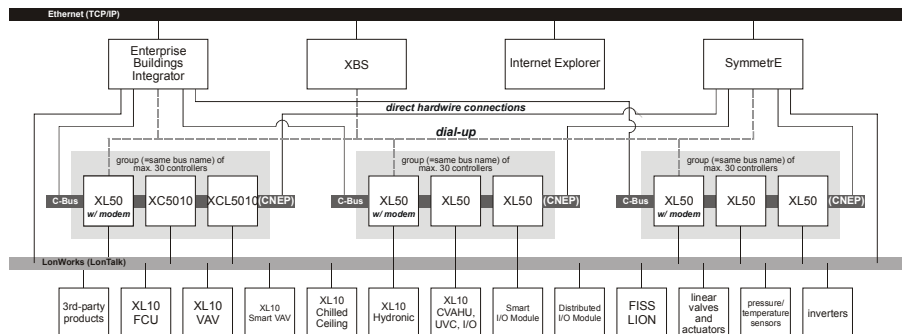 Ethernet (TCP/IP)
Enterprise
Buildings
Integrator
XBS
Internet Explorer
SymmetrE
direct hardwire connections
dial-up
group (=same bus name) of
max. 30 controllers
group (=same bus name) of
max. 30 controllers
group (=same bus name) of
max. 30 controllers
C-Bus
XL50
w/ modem
XC5010
XCL5010
(CNEP)
C-Bus
XL50
w/ modem
XL50
XL50
(CNEP)
C-Bus
XL50
w/ modem
XL50
XL50
(CNEP)
LonWorks (LonTalk)
3rd-party
products
XL10
FCU
XL10
VAV
XL10
Smart VAV
XL10
Chilled
Ceiling
XL10
Hydronic
XL10
CVAHU,
UVC, I/O
Smart
I/O Module
Distributed
I/O Module
FISS
LION
linear
valves
and
actuators
pressure/
temperature
sensors
inverters